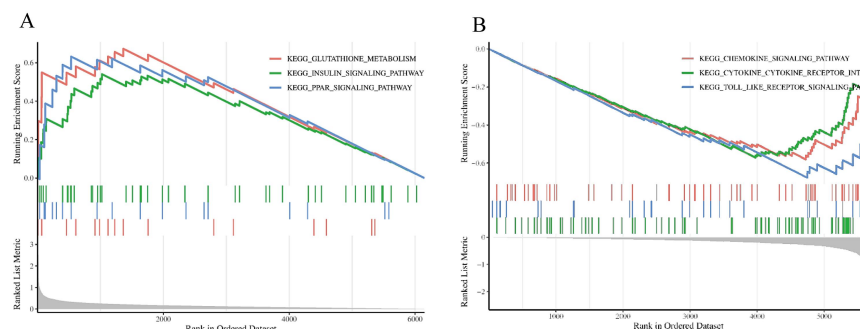 A
0.6
0.4
0.2
0.0
Running Enrichment Score
KEGG_GLUTATHIONE_METABOLISM
KEGG_INSULIN_SIGNALING_PATHWAY
KEGG_PPAR_SIGNALING_PATHWAY
3
2
1
0
Ranked List Metric
2000
4000
6000
Rank in Ordered Dataset
B
0.0
−0.2
−0.4
−0.6
Running Enrichment Score
KEGG_CHEMOKINE_SIGNALING_PATHWAY
KEGG_CYTOKINE_CYTOKINE_RECEPTOR_INT
KEGG_TOLL_LIKE_RECEPTOR_SIGNALING_PA
0
−1
−2
Ranked List Metric
1000
2000
3000
4000
5000
Rank in Ordered Dataset